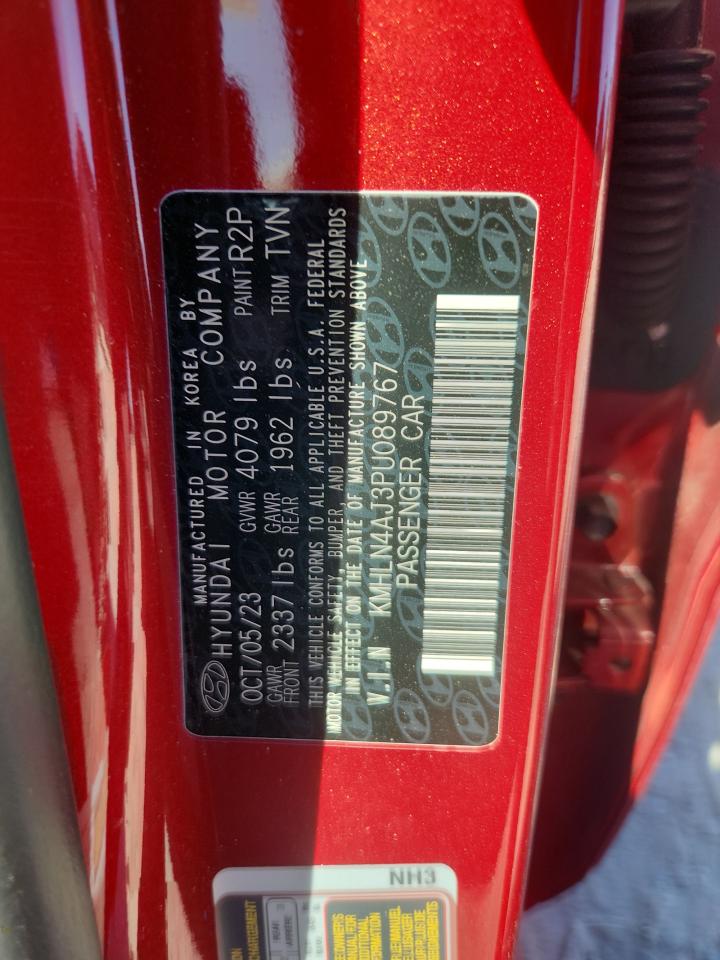 MANUFACTURED IN KOREA BY
HYUNDAI MOTOR COMPANY
OCT/05/23 GVWR 4079 lbs PAINT R2P
GAWR FRONT 2337 lbs GAWR REAR 1962 lbs TRIM TVN
THIS VEHICLE CONFORMS TO ALL APPLICABLE U.S.A. FEDERAL
MOTOR VEHICLE SAFETY, BUMPER, AND THEFT PREVENTION STANDARDS
IN EFFECT ON THE DATE OF MANUFACTURE SHOWN ABOVE
V.I.N KMHLN4AJ3PU089767
PASSENGER CAR
NH3